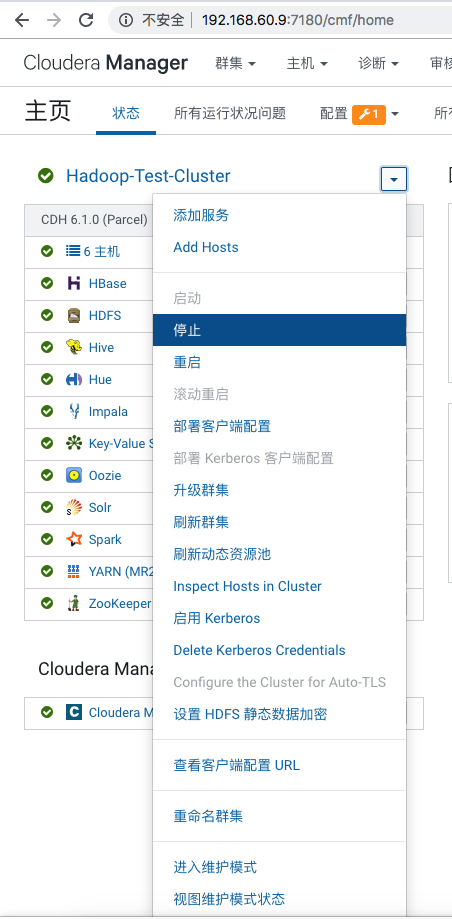 不安全 192.168.60.9:7180/cmf/home
Cloudera Manager 群集 主机 诊断 审核
主页 状态 所有运行状况问题 配置 1 所有
Hadoop-Test-Cluster
CDH 6.1.0 (Parcel)
6 主机
HBase
HDFS
Hive
Hue
Impala
Key-Value S
Oozie
Solr
Spark
YARN (MR2
ZooKeeper
Cloudera Mana
Cloudera M
添加服务
Add Hosts
启动
停止
重启
滚动重启
部署客户端配置
部署 Kerberos 客户端配置
升级群集
刷新群集
刷新动态资源池
Inspect Hosts in Cluster
启用 Kerberos
Delete Kerberos Credentials
Configure the Cluster for Auto-TLS
设置 HDFS 静态数据加密
查看客户端配置 URL
重命名群集
进入维护模式
视图维护模式状态